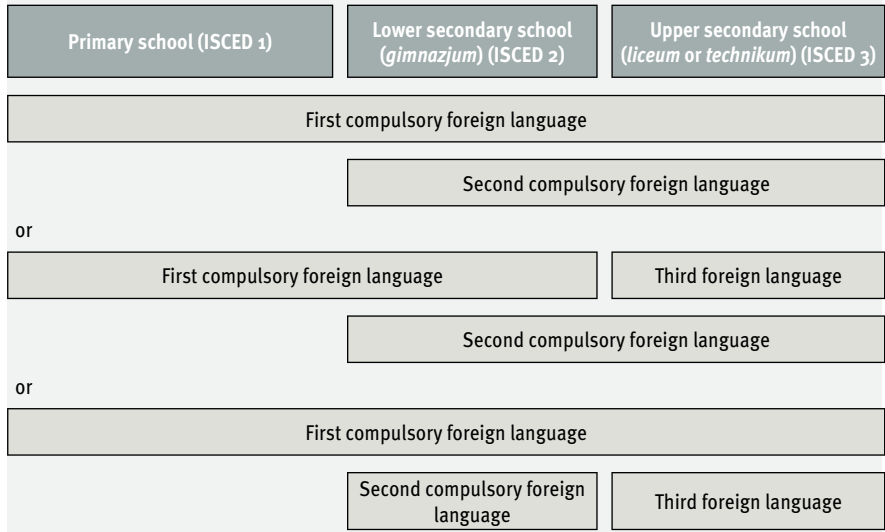 Primary school (ISCED 1)
Lower secondary school
(gimnazjum) (ISCED 2)
Upper secondary school
(liceum or technikum) (ISCED 3)
First compulsory foreign language
Second compulsory foreign language
or
First compulsory foreign language
Third foreign language
Second compulsory foreign language
or
First compulsory foreign language
Second compulsory foreign
language
Third foreign language